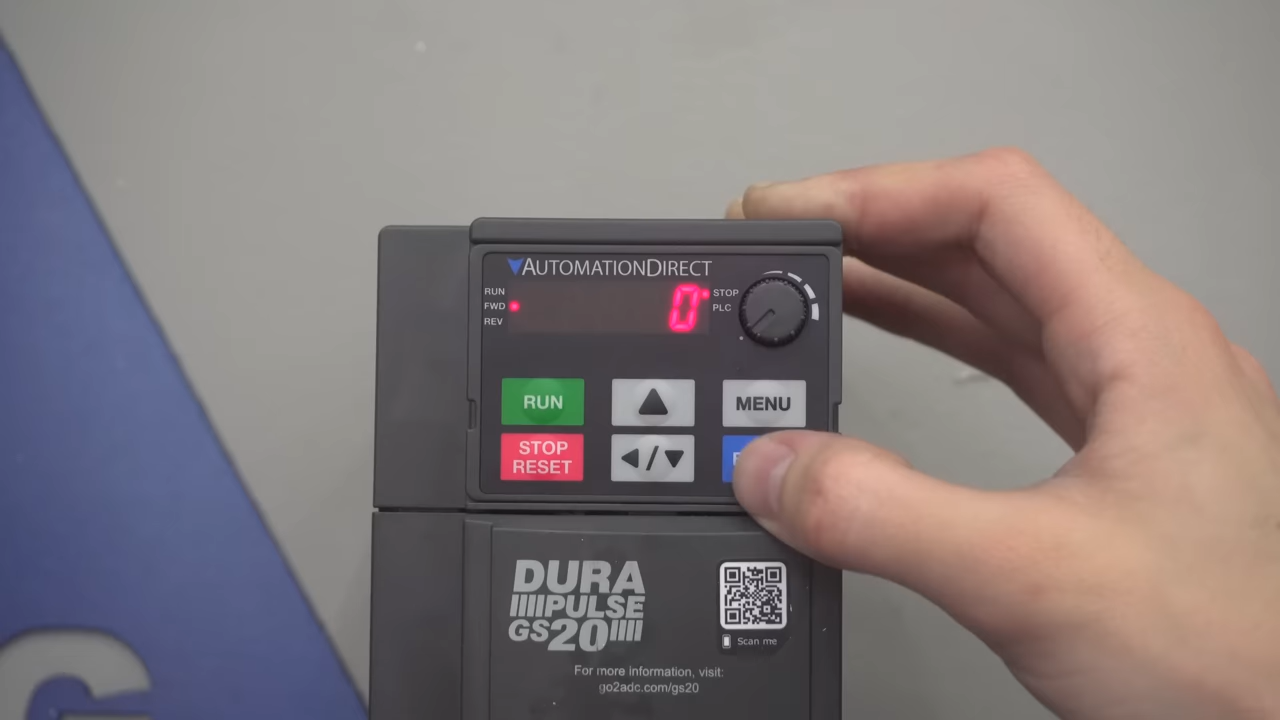 AUTOMATIONDIRECT
RUN
FWD
REV
0
STOP
PLC
RUN
MENU
STOP
RESET
DURA
PULSE
GS20
Scan me
For more information, visit:
go2adc.com/gs20